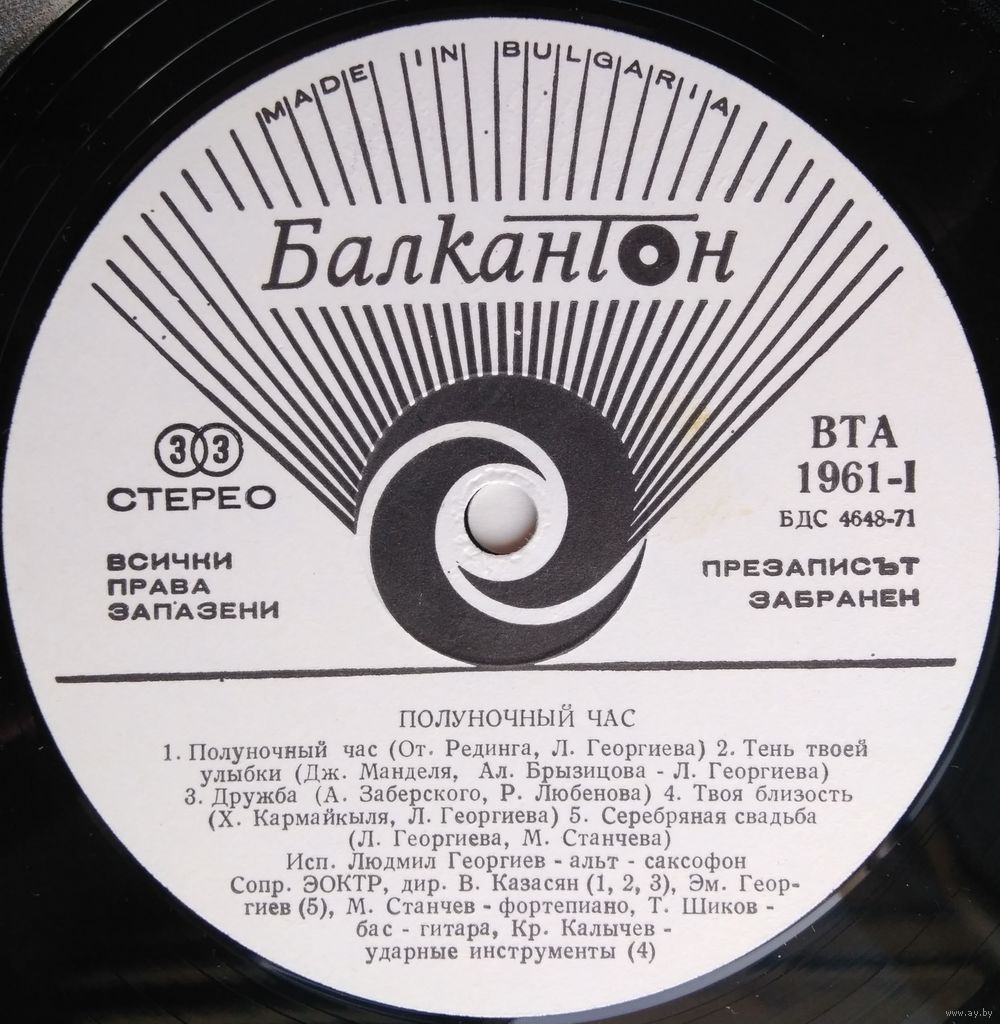 MADE IN BULGARIA
Балкантон
33
СТЕРЕО
ВСИЧКИ
ПРАВА
ЗАПАЗЕНИ
ВТА
1961-I
БДС 4648-71
ПРЕЗАПИСЪТ
ЗАБРАНЕН
ПОЛУНОЧНЫЙ ЧАС
1. Полуночный час (От. Рединга, Л. Георгиева) 2. Тень твоей
улыбки (Дж. Манделя, Ал. Брызицова - Л. Георгиева)
3. Дружба (А. Заберского, Р. Любенова) 4. Твоя близость
(Х. Кармайкыля, Л. Георгиева) 5. Серебряная свадьба
(Л. Георгиева, М. Станчева)
Исп. Людмил Георгиев - альт - саксофон
Сопр. ЭОКТР, дир. В. Казасян (1, 2, 3), Эм. Геор-
гиев (5), М. Станчев - фортепиано, Т. Шиков -
бас - гитара, Кр. Калычев -
ударные инструменты (4)
www.ay.by